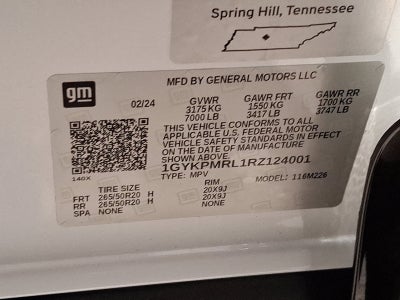 Spring Hill, Tennessee
gm
MFD BY GENERAL MOTORS LLC
02/24
GVWR GAWR FRT GAWR RR
3175 KG 1550 KG 1700 KG
7000 LB 3417 LB 3747 LB
THIS VEHICLE CONFORMS TO ALL
APPLICABLE U.S. FEDERAL MOTOR
VEHICLE SAFETY STANDARDS IN EFFECT
ON THE DATE OF MANUFACTURE SHOWN ABOVE.
1GYKPMRL1RZ124001
140X
TYPE: MPV MODEL: 116M226
TIRE SIZE RIM
FRT 265/50R20 H 20X9J
RR 265/50R20 H 20X9J
SPA NONE NONE